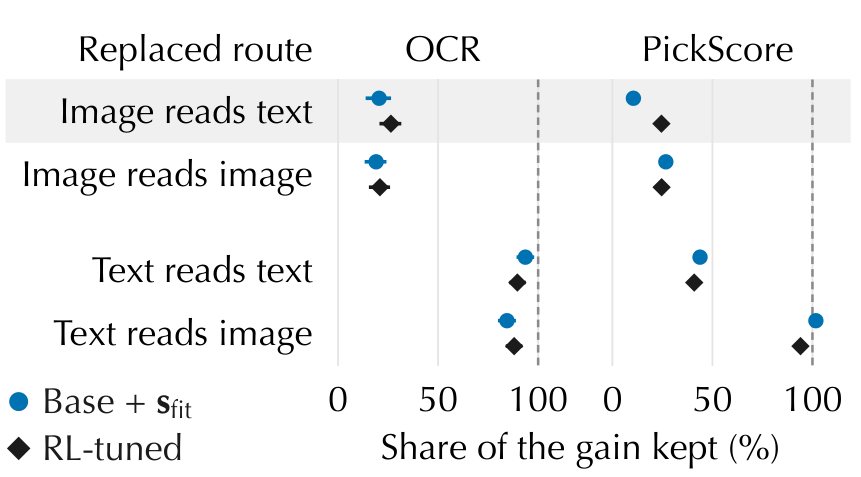 Replaced route OCR PickScore
Image reads text
Image reads image
Text reads text
Text reads image
0 50 100 0 50 100
Base + s_fit
RL-tuned
Share of the gain kept (%)